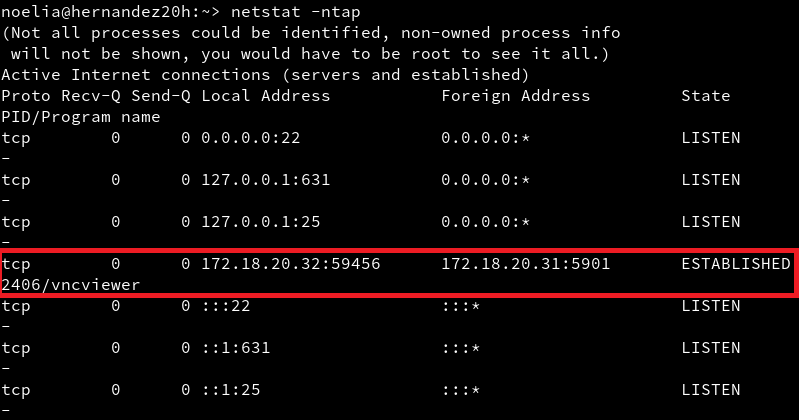 noelia@hernandez20h:~> netstat -ntap
(Not all processes could be identified, non-owned process info
 will not be shown, you would have to be root to see it all.)
Active Internet connections (servers and established)
Proto Recv-Q Send-Q Local Address           Foreign Address         State
PID/Program name
tcp        0      0 0.0.0.0:22              0.0.0.0:*               LISTEN
-
tcp        0      0 127.0.0.1:631           0.0.0.0:*               LISTEN
-
tcp        0      0 127.0.0.1:25            0.0.0.0:*               LISTEN
-
tcp        0      0 172.18.20.32:59456      172.18.20.31:5901       ESTABLISHED
2406/vncviewer
tcp        0      0 :::22                   :::*                    LISTEN
-
tcp        0      0 ::1:631                 :::*                    LISTEN
-
tcp        0      0 ::1:25                  :::*                    LISTEN
-